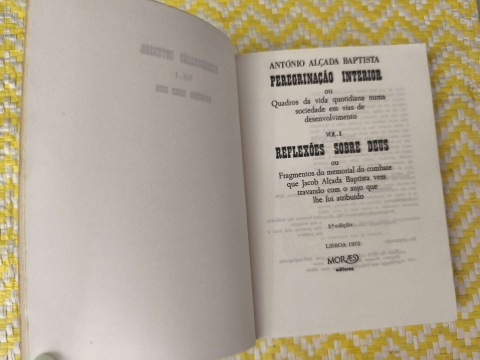 ANTÓNIO ALÇADA BAPTISTA
PEREGRINAÇÃO INTERIOR
ou
Quadros da vida quotidiana numa
sociedade em vias de
desenvolvimento
VOL. I
REFLEXÕES SOBRE DEUS
ou
Fragmentos do memorial do combate
que Jacob Alçada Baptista vem
travando com o anjo que
lhe foi atribuído
edição
LISBOA
MORAES
editores